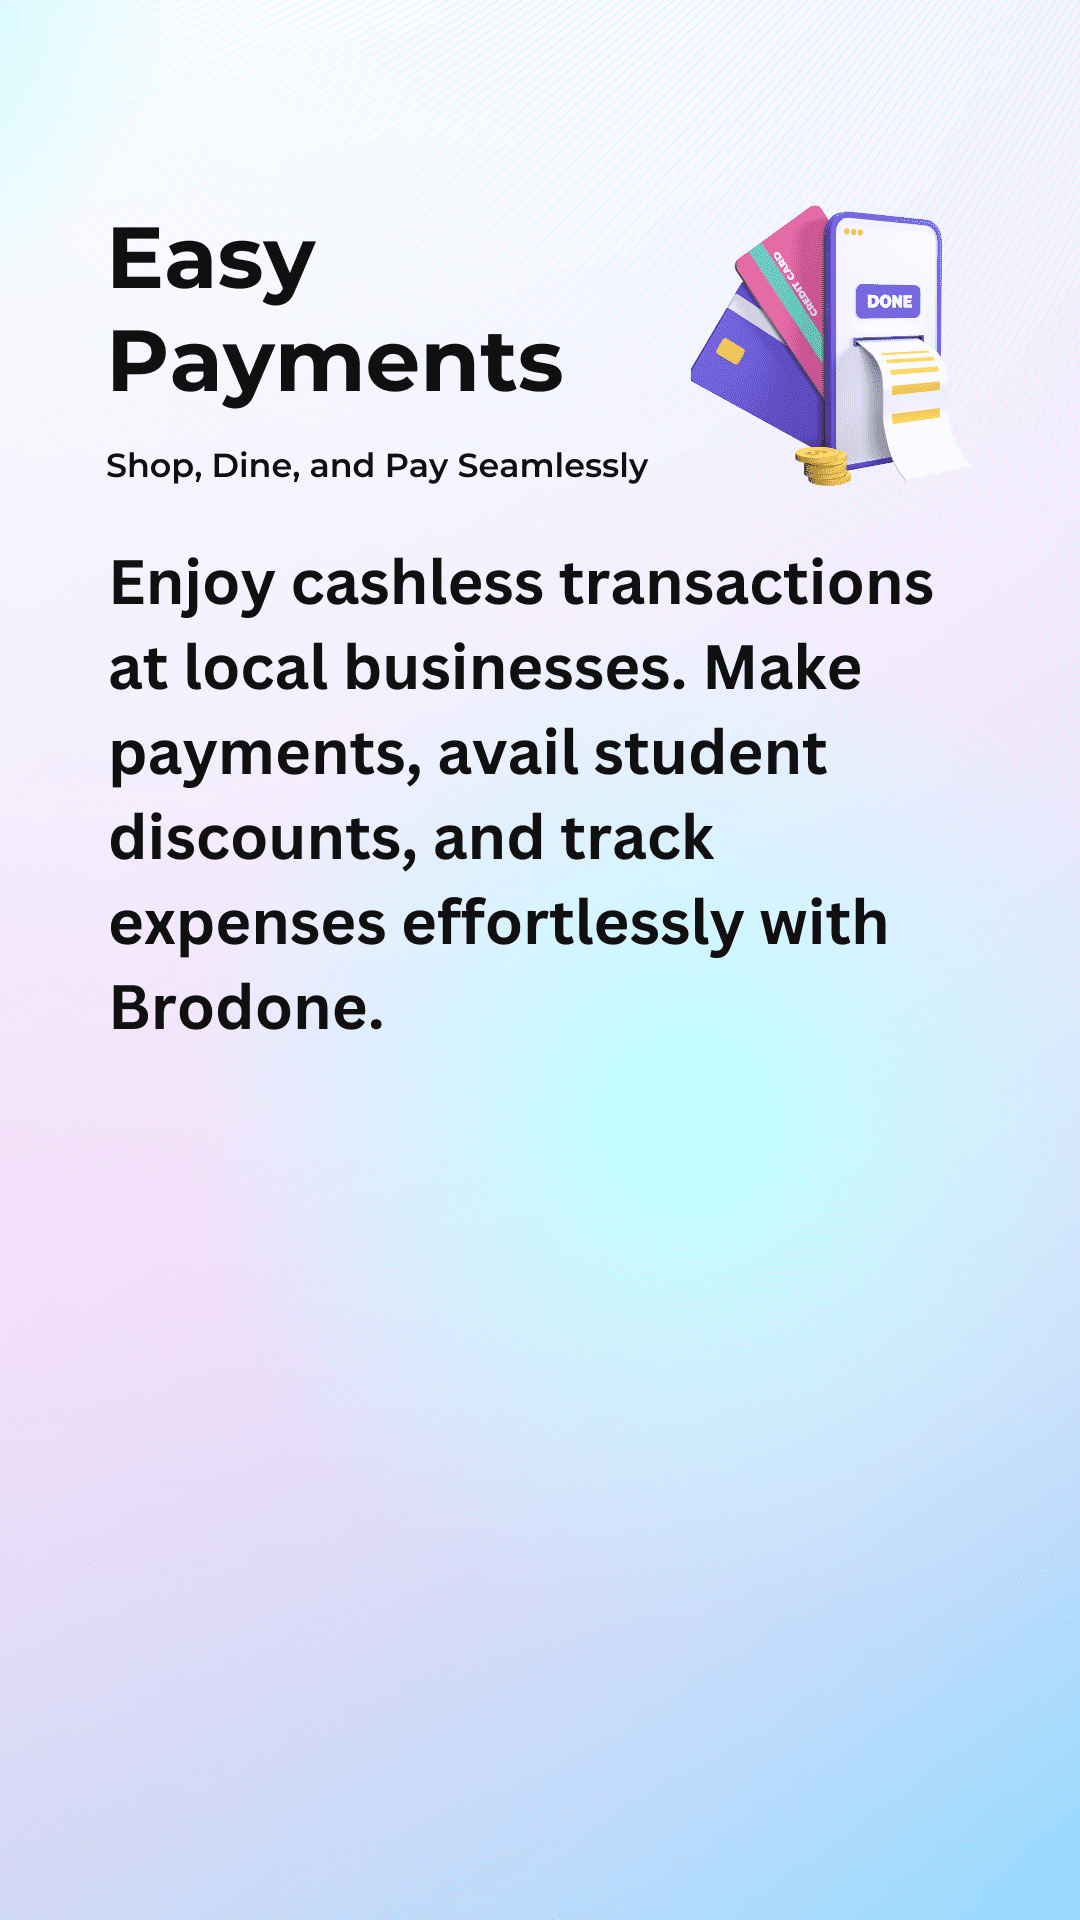 Easy
Payments
Shop, Dine, and Pay Seamlessly
CREDIT CARD
DONE
Enjoy cashless transactions
at local businesses. Make
payments, avail student
discounts, and track
expenses effortlessly with
Brodone.